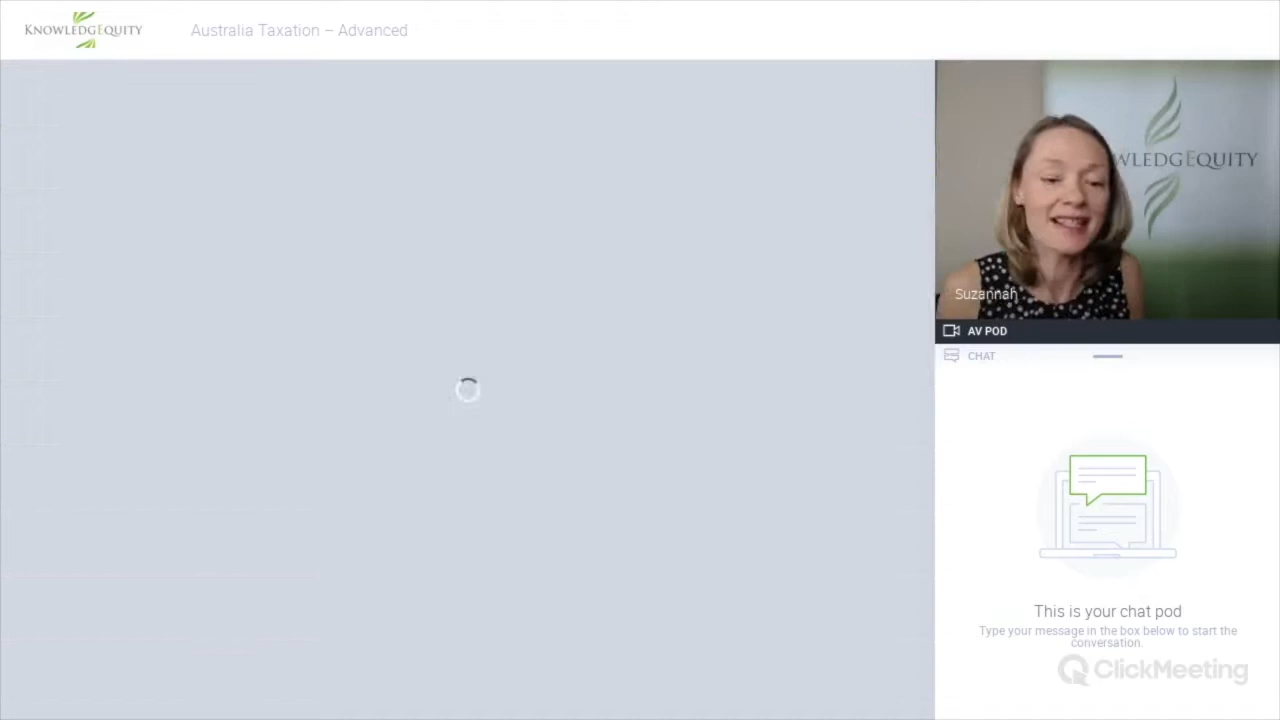 KNOWLEDGEQUITY
Australia Taxation – Advanced
WLEDGEQUITY
Suzannah
AV POD
CHAT
This is your chat pod
Type your message in the box below to start the
conversation.
ClickMeeting